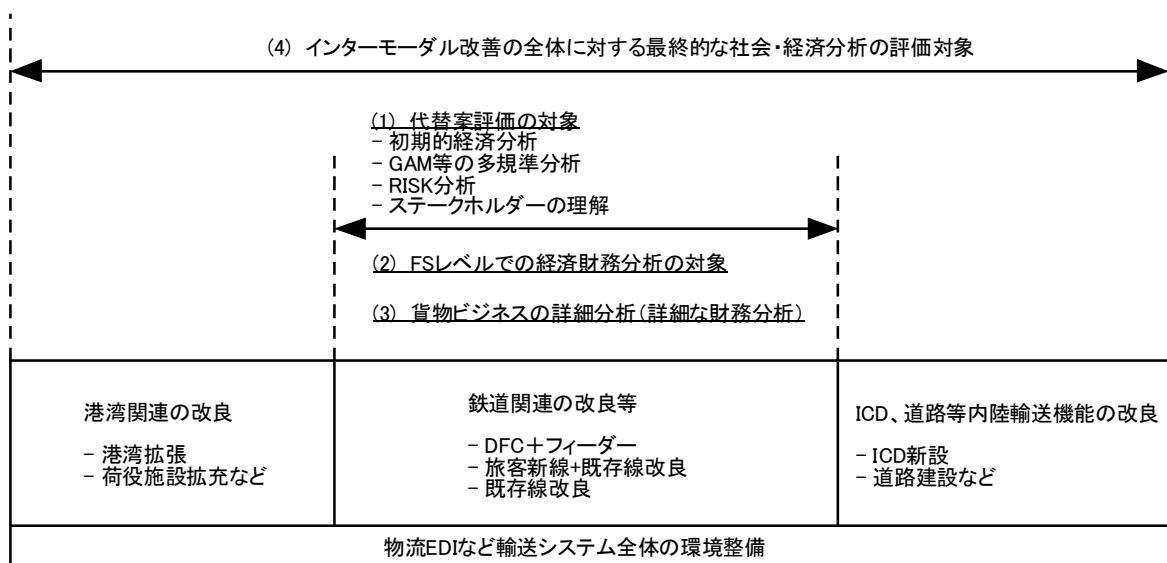 (4) インターモーダル改善の全体に対する最終的な社会・経済分析の評価対象
(1) 代替案評価の対象
- 初期的経済分析
- GAM等の多規準分析
- RISK分析
- ステークホルダーの理解
(2) FSレベルでの経済財務分析の対象
(3) 貨物ビジネスの詳細分析(詳細な財務分析)
港湾関連の改良
- 港湾拡張
- 荷役施設拡充など
鉄道関連の改良等
- DFC+フィーダー
- 旅客新線+既存線改良
- 既存線改良
ICD、道路等内陸輸送機能の改良
- ICD新設
- 道路建設など
物流EDIなど輸送システム全体の環境整備